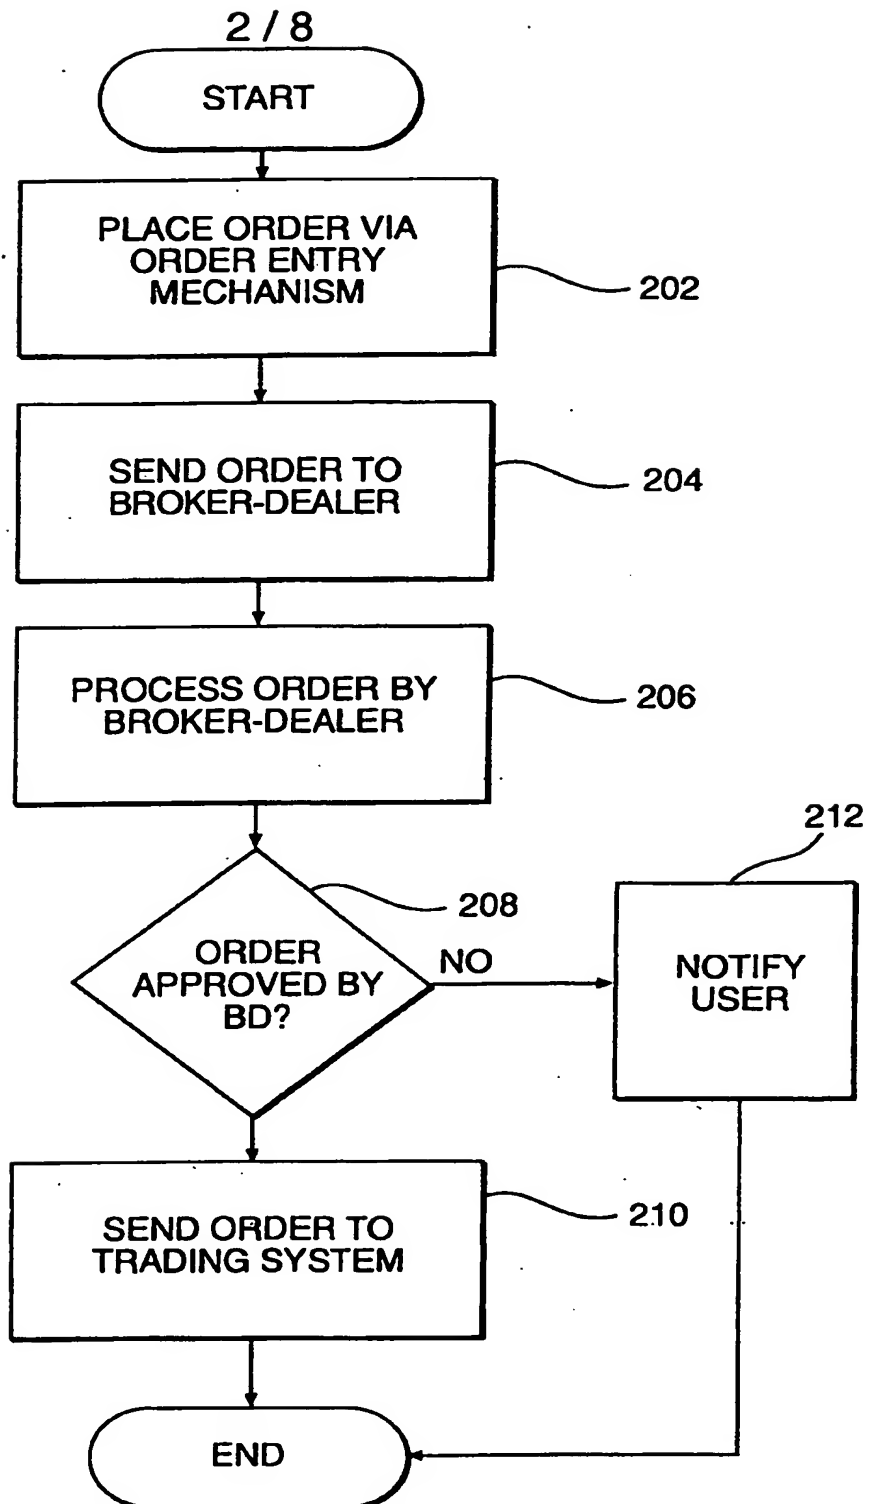 2 / 8
START
PLACE ORDER VIA
ORDER ENTRY
MECHANISM
202
SEND ORDER TO
BROKER-DEALER
204
PROCESS ORDER BY
BROKER-DEALER
206
212
208
ORDER
APPROVED BY
BD?
NO
NOTIFY
USER
SEND ORDER TO
TRADING SYSTEM
210
END